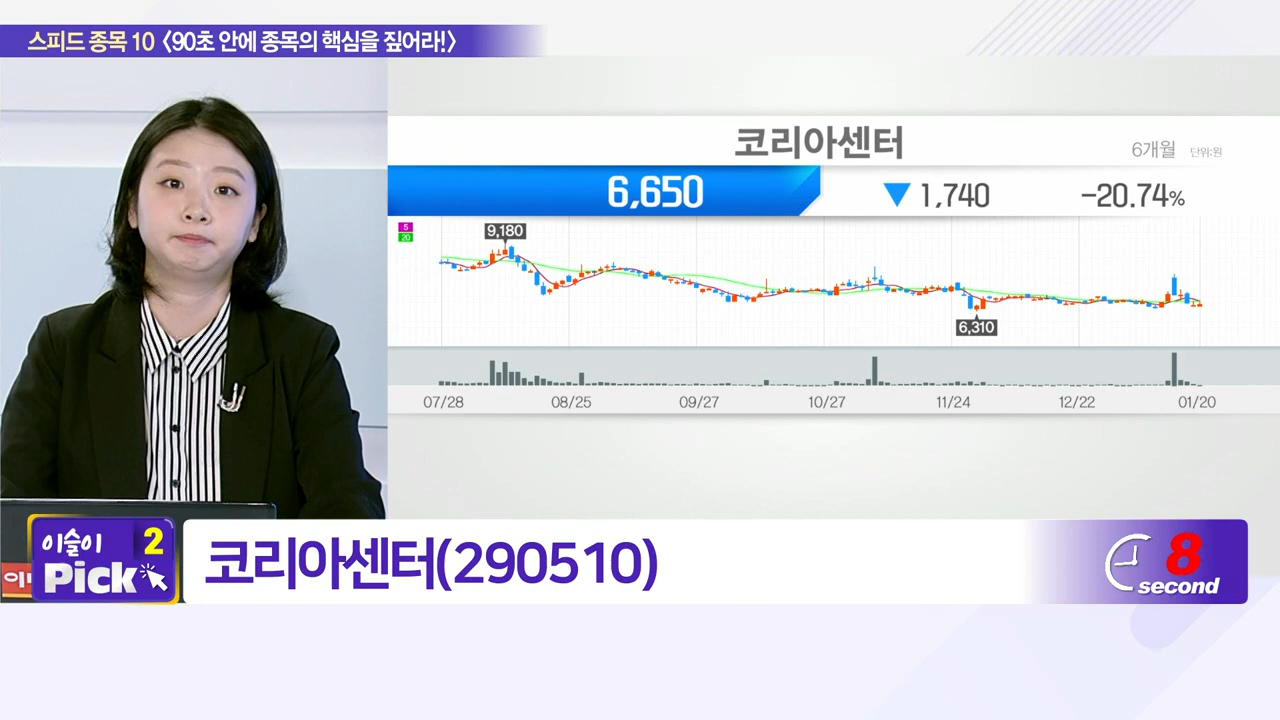 스피드 종목 10 〈90초 안에 종목의 핵심을 짚어라!〉
코리아센터
6개월 단위:원
6,650 ▼ 1,740 -20.74%
5
20
9,180
6,310
07/28 08/25 09/27 10/27 11/24 12/22 01/20
이슬이 2
Pick
코리아센터(290510)
8
second